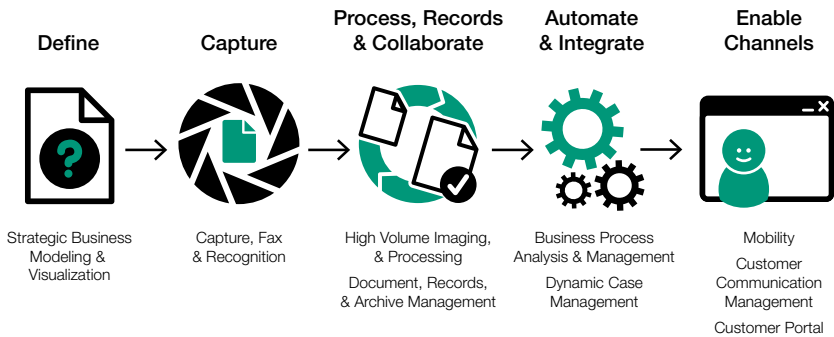 Define
Capture
Process, Records
& Collaborate
Automate
& Integrate
Enable
Channels
?
Strategic Business
Modeling &
Visualization
Capture, Fax
& Recognition
High Volume Imaging,
& Processing
Document, Records,
& Archive Management
Business Process
Analysis & Management
Dynamic Case
Management
Mobility
Customer
Communication
Management
Customer Portal